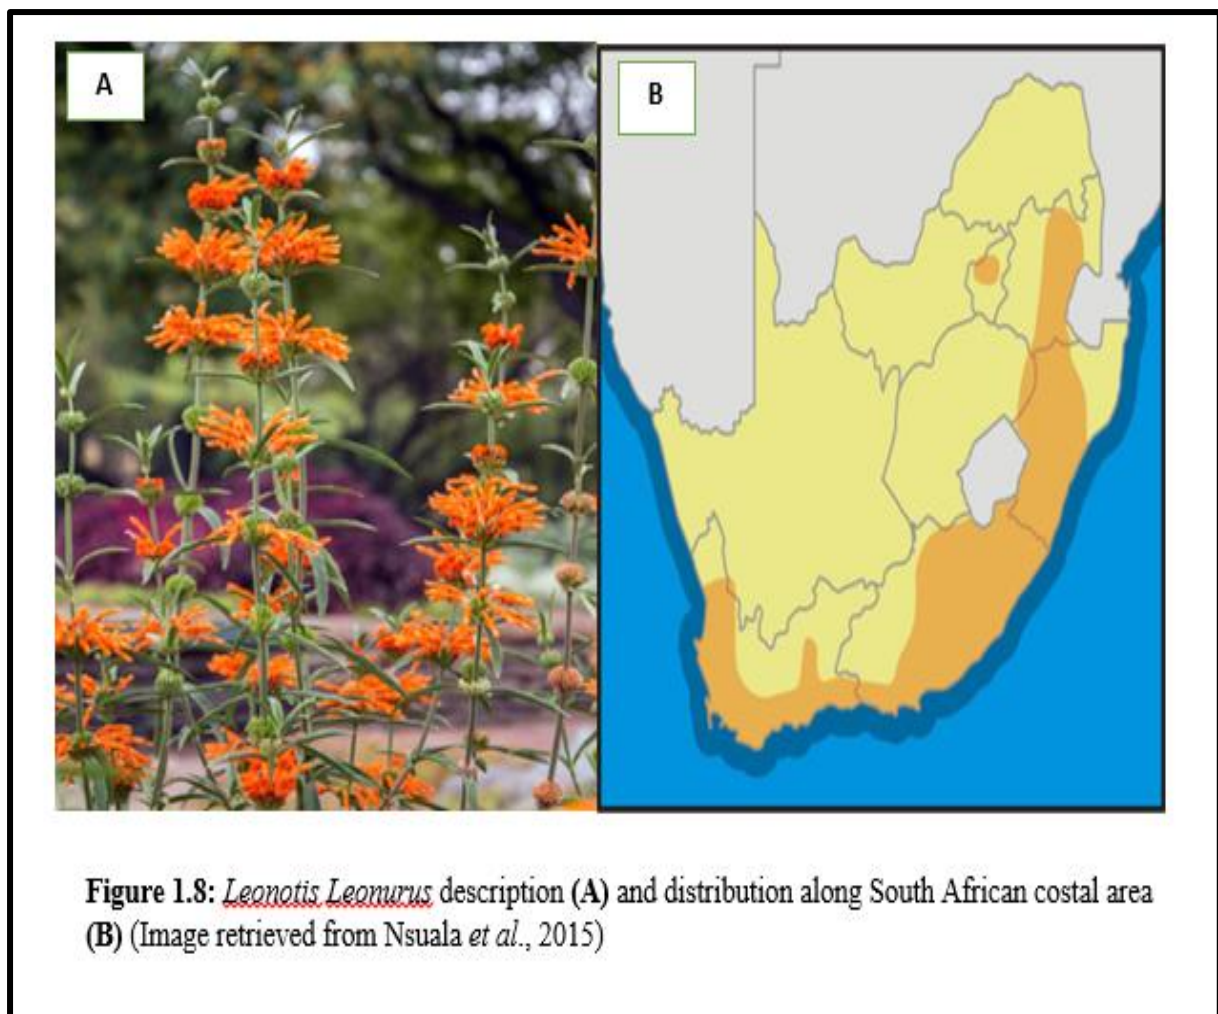 A
B
Figure 1.8: Leonotis Leonurus description (A) and distribution along South African costal area
(B) (Image retrieved from Nsuala et al., 2015)